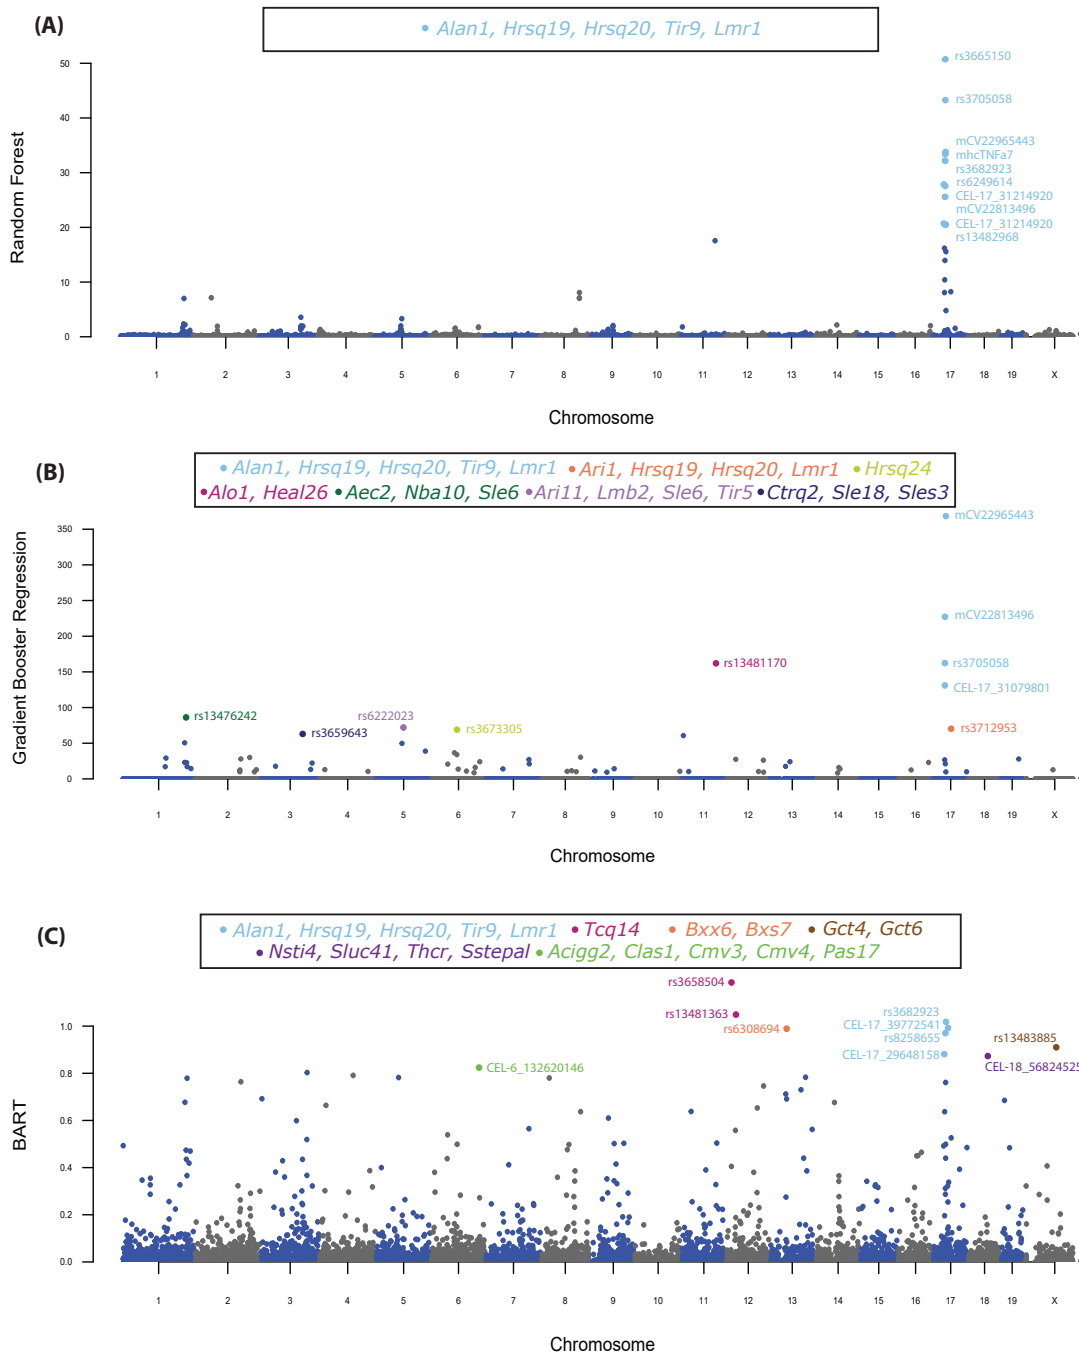 (A)
Alan1, Hrsq19, Hrsq20, Tir9, Lmr1
Random Forest
50
40
30
20
10
0
rs3665150
rs3705058
mCV22965443
mhcTNFa7
rs3682923
rs6249614
CEL-17_31214920
mCV22813496
CEL-17_31214920
rs13482968
1 2 3 4 5 6 7 8 9 10 11 12 13 14 15 16 17 18 19 X
Chromosome
(B)
Alan1, Hrsq19, Hrsq20, Tir9, Lmr1 Ari1, Hrsq19, Hrsq20, Lmr1 Hrsq24
Alo1, Heal26 Aec2, Nba10, Sle6 Ari11, Lmb2, Sle6, Tir5 Ctrq2, Sle18, Sles3
Gradient Booster Regression
350
300
250
200
150
100
50
0
mCV22965443
mCV22813496
rs13481170
rs3705058
CEL-17_31079801
rs13476242
rs6222023
rs3659643
rs3673305
rs3712953
1 2 3 4 5 6 7 8 9 10 11 12 13 14 15 16 17 18 19 X
Chromosome
(C)
Alan1, Hrsq19, Hrsq20, Tir9, Lmr1 Tcq14 Bxx6, Bxs7 Gct4, Gct6
Nsti4, Sluc41, Thcr, Sstepal Acigg2, Clas1, Cmv3, Cmv4, Pas17
BART
1.0
0.8
0.6
0.4
0.2
0.0
rs3658504
rs13481363
rs6308694
rs3682923
CEL-17_39772541
rs8258655
CEL-17_29648158
rs13483885
CEL-18_56824525
CEL-6_132620146
1 2 3 4 5 6 7 8 9 10 11 12 13 14 15 16 17 18 19 X
Chromosome